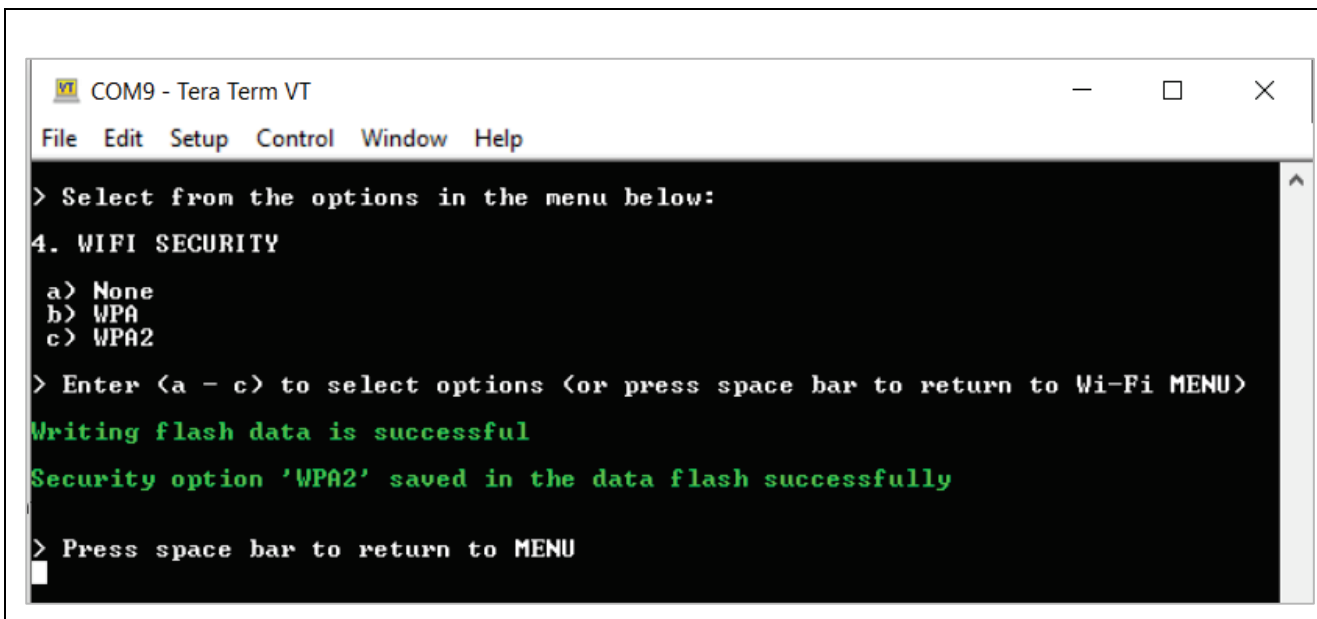 COM9 - Tera Term VT
File Edit Setup Control Window Help
> Select from the options in the menu below:
4. WIFI SECURITY
a) None
b) WPA
c) WPA2
> Enter (a - c) to select options (or press space bar to return to Wi-Fi MENU)
Writing flash data is successful
Security option 'WPA2' saved in the data flash successfully
> Press space bar to return to MENU